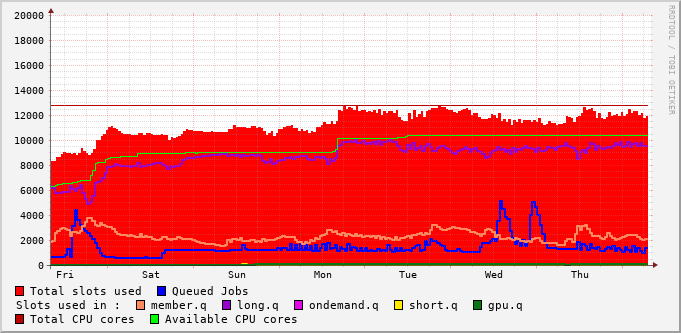 20000
18000
16000
14000
12000
10000
8000
6000
4000
2000
0
Fri Sat Sun Mon Tue Wed Thu
RRDTOOL / TOBI OETIKER
Total slots used Queued Jobs
Slots used in : member.q long.q ondemand.q short.q gpu.q
Total CPU cores Available CPU cores